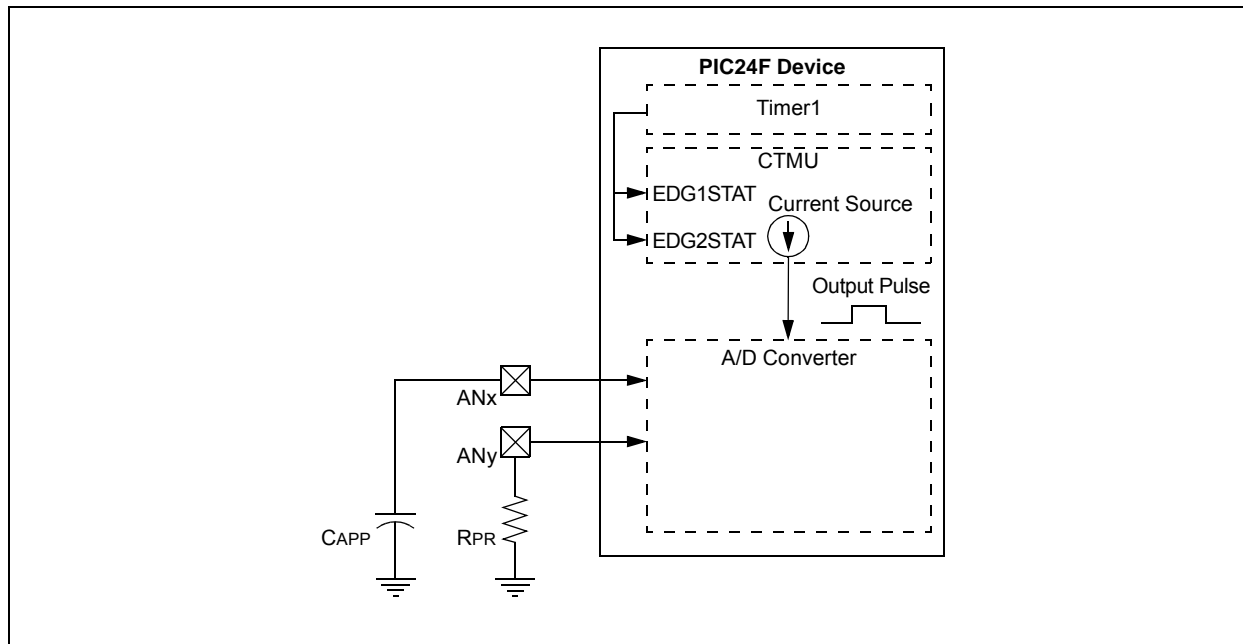 PIC24F Device
Timer1
CTMU
EDG1STAT
Current Source
EDG2STAT
Output Pulse
A/D Converter
ANx
ANy
CAPP
RPR